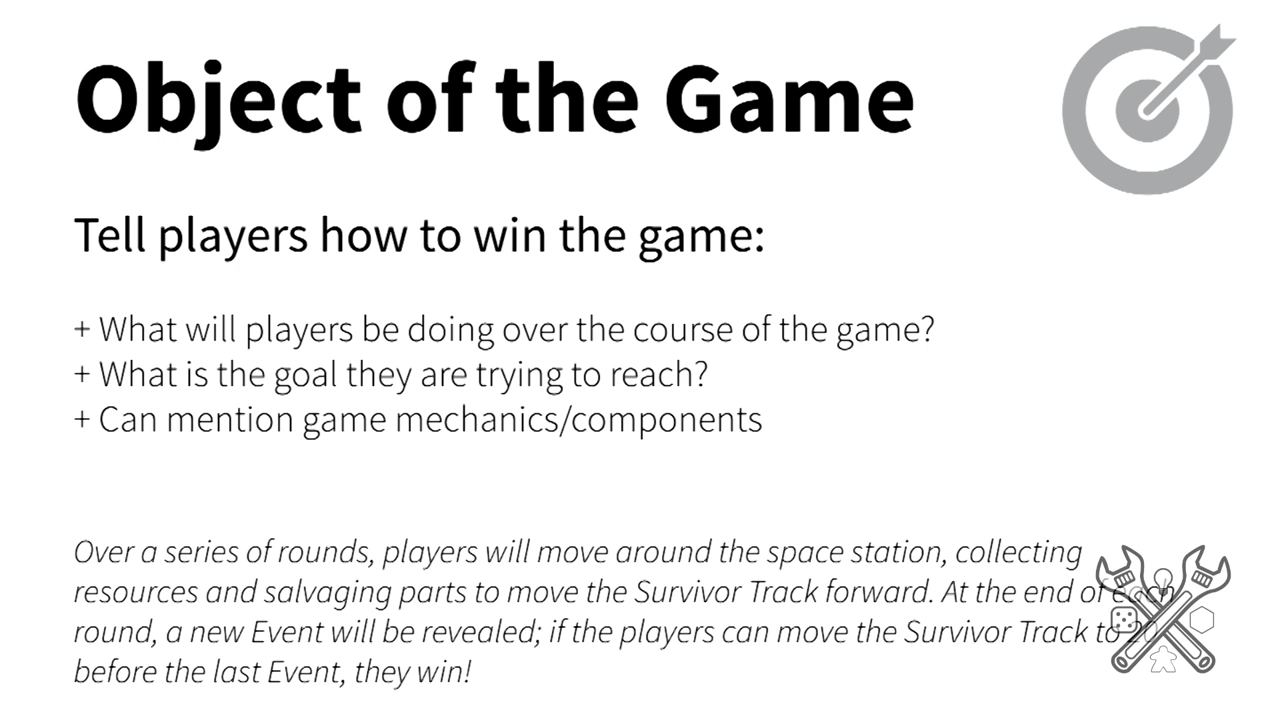 Object of the Game
Tell players how to win the game:
+ What will players be doing over the course of the game?
+ What is the goal they are trying to reach?
+ Can mention game mechanics/components
Over a series of rounds, players will move around the space station, collecting
resources and salvaging parts to move the Survivor Track forward. At the end of each
round, a new Event will be revealed; if the players can move the Survivor Track to 20
before the last Event, they win!